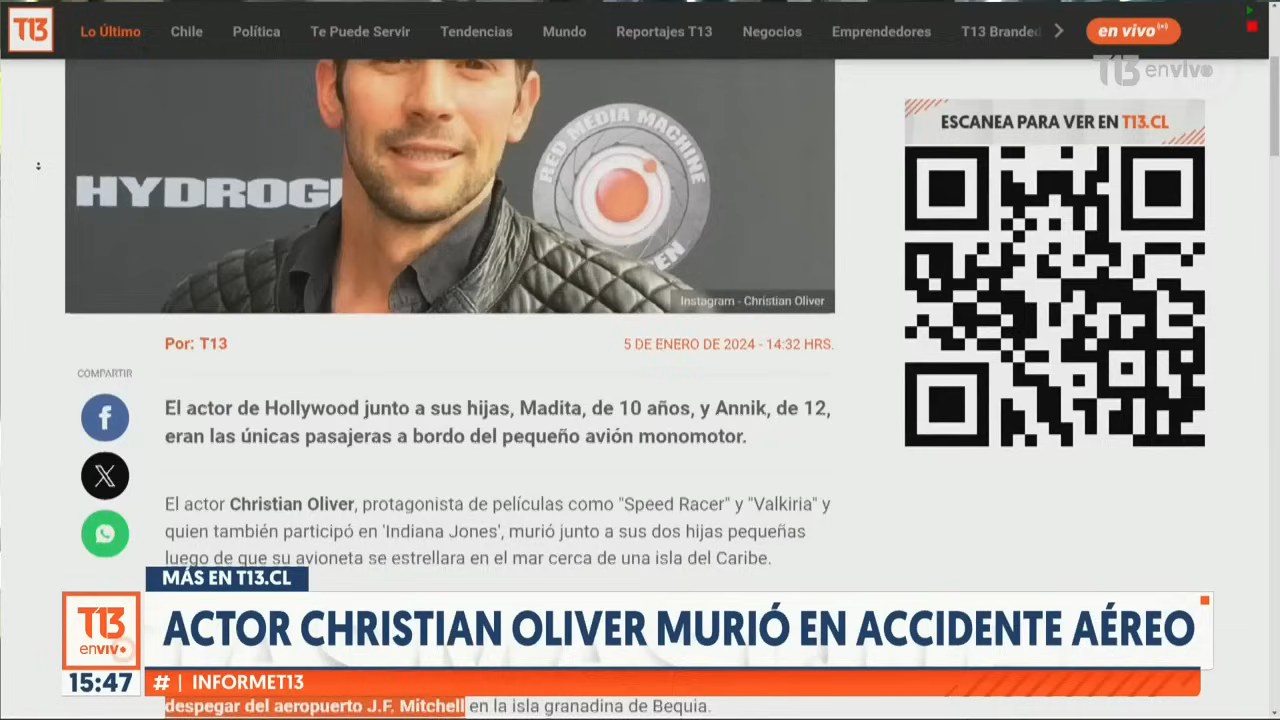 T13
Lo Último
Chile
Política
Te Puede Servir
Tendencias
Mundo
Reportajes T13
Negocios
Emprendedores
T13 Branded
en vivo
T13 envivo
HYDROGE
RED MEDIA MACHINE
EN
Instagram - Christian Oliver
ESCANEA PARA VER EN T13.CL
Por: T13
5 DE ENERO DE 2024 - 14:32 HRS.
COMPARTIR
El actor de Hollywood junto a sus hijas, Madita, de 10 años, y Annik, de 12,
eran las únicas pasajeras a bordo del pequeño avión monomotor.
El actor Christian Oliver, protagonista de películas como "Speed Racer" y "Valkiria" y
quien también participó en 'Indiana Jones', murió junto a sus dos hijas pequeñas
luego de que su avioneta se estrellara en el mar cerca de una isla del Caribe.
MÁS EN T13.CL
T13
envivo
ACTOR CHRISTIAN OLIVER MURIÓ EN ACCIDENTE AÉREO
15:47
# | INFORMET13
despegar del aeropuerto J.F. Mitchell en la isla granadina de Bequia.